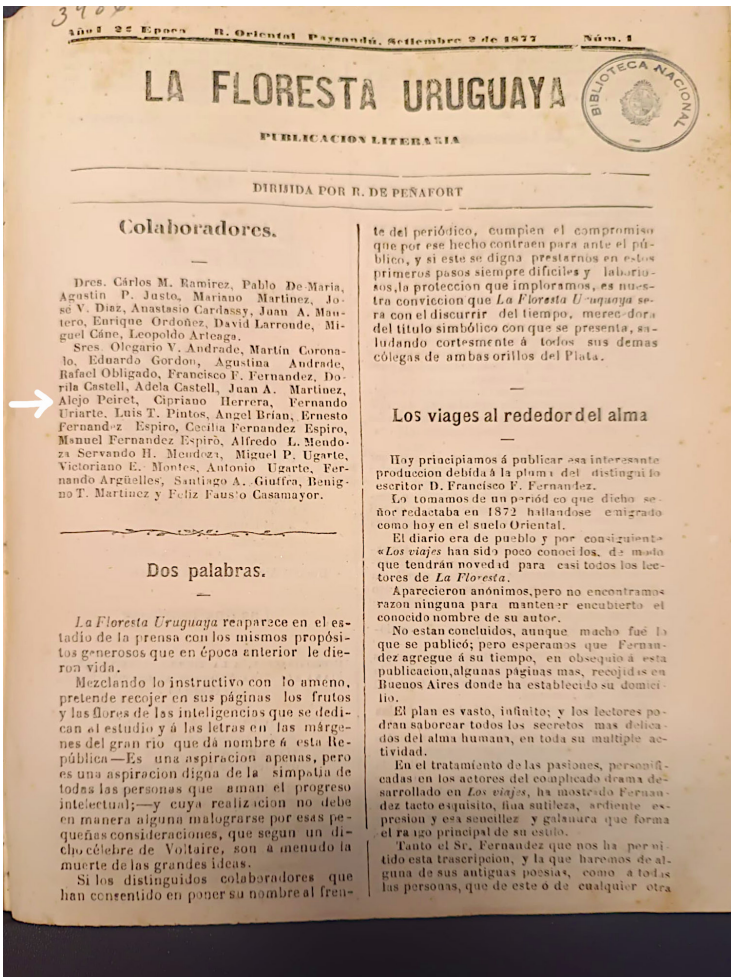 Año I 2ª Epoca R. Oriental Paysandú, Setiembre 2 de 1877 Núm. 1
LA FLORESTA URUGUAYA
BIBLIOTECA NACIONAL
PUBLICACION LITERARIA
DIRIJIDA POR R. DE PEÑAFORT
Colaboradores.
Dres. Cárlos M. Ramirez, Pablo De-Maria,
Agustin P. Justo, Mariano Martinez, Jo-
sé V. Diaz, Anastasio Cardassy, Juan A. Man-
tero, Enrique Ordoñez, David Larronde, Mi-
guel Cáne, Leopoldo Arteaga.
Sres. Olegario V. Andrade, Martín Corona-
do, Eduardo Gordon, Agustina Andrade,
Rafael Obligado, Francisco F. Fernandez, Do-
rila Castell, Adela Castell, Juan A. Martinez,
Alejo Peiret, Cipriano Herrera, Fernando
Uriarte, Luis T. Pintos, Angel Brian, Ernesto
Fernandez Espiro, Cecilia Fernandez Espiro,
Manuel Fernandez Espiro, Alfredo L. Mendo-
za Servando H. Mendoza, Miguel P. Ugarte,
Victoriano E. Montes, Antonio Ugarte, Fer-
nando Argüelles, Santiago A. Giuffra, Benig-
no T. Martinez y Feliz Fausto Casamayor.
Dos palabras.
La Floresta Uruguaya reaparece en el es-
tadio de la prensa con los mismos propósi-
tos generosos que en época anterior le die-
ron vida.
Mezclando lo instructivo con lo ameno,
pretende recojer en sus páginas los frutos
y las flores de las inteligencias que se dedi-
can al estudio y á las letras en las márge-
nes del gran rio que dá nombre á esta Re-
pública—Es una aspiracion apenas, pero
es una aspiracion digna de la simpatia de
todas las personas que aman el progreso
intelectual;—y cuya realizacion no debe
en manera alguna malograrse por esas pe-
queñas consideraciones, que segun un di-
cho célebre de Voltaire, son a menudo la
muerte de las grandes ideas.
Si los distinguidos colaboradores que
han consentido en poner su nombre al fren-
te del periódico, cumplen el compromiso
que por ese hecho contraen para ante el pú-
blico, y si este se digna prestarnos en estos
primeros pasos siempre dificiles y laborio-
sos, la proteccion que imploramos, es nues-
tra conviccion que La Floresta Uruguaya se-
ra con el discurrir del tiempo, merecedora
del titulo simbólico con que se presenta, sa-
ludando cortesmente á todos sus demas
cólegas de ambas orillos del Plata.
Los viages al rededor del alma
Hoy principiamos á publicar esa interesante
produccion debida á la pluma del distinguido
escritor D. Francisco F. Fernandez.
Lo tomamos de un periódico que dicho se-
ñor redactaba en 1872 hallandose emigrado
como hoy en el suelo Oriental.
El diario era de pueblo y por consiguiente
«Los viajes han sido poco conocidos, de modo
que tendrán novedad para casi todos los lec-
tores de La Floresta.
Aparecieron anónimos, pero no encontramos
razon ninguna para mantener encubierto el
conocido nombre de su autor.
No estan concluidos, aunque mucho fué lo
que se publicó; pero esperamos que Fernan-
dez agregue á su tiempo, en obsequio á esta
publicacion, algunas páginas mas, recojidas en
Buenos Aires donde ha establecido su domici-
lio.
El plan es vasto, infinito; y los lectores po-
dran saborear todos los secretos mas delica-
dos del alma humana, en toda su multiple ac-
tividad.
En el tratamiento de las pasiones, personifi-
cadas en los actores del complicado drama de-
sarrollado en Los viajes, ha mostrado Fernan-
dez tacto esquisito, fina sutileza, ardiente es-
presion y esa sencillez y galanura que forma
el rasgo principal de su estilo.
Tanto el Sr. Fernandez que nos ha permi-
tido esta trascripcion, y la que haremos de al-
guna de sus antiguas poesias, como a todas
las personas, que de este ó de cualquier otra